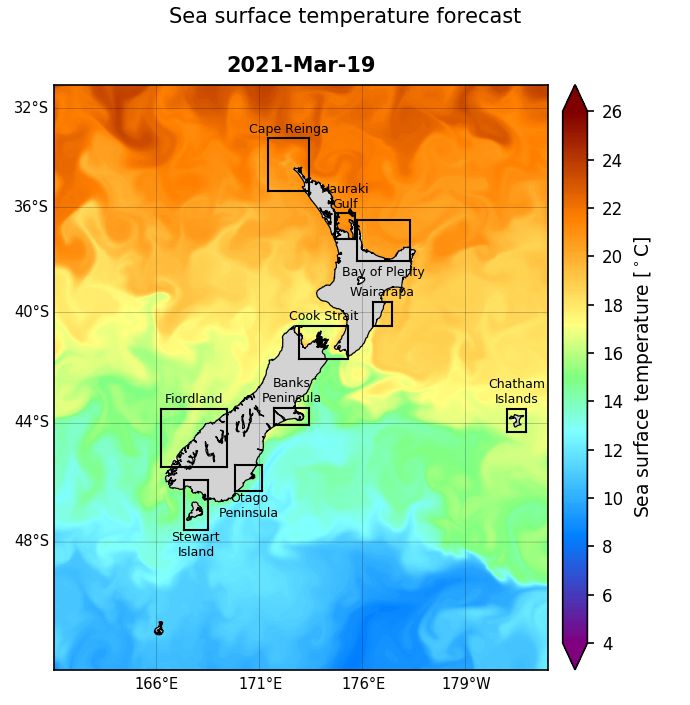 Sea surface temperature forecast
2021-Mar-19
32°S
36°S
40°S
44°S
48°S
Cape Reinga
Hauraki
Gulf
Bay of Plenty
Wairarapa
Cook Strait
Banks
Peninsula
Fiordland
Chatham
Islands
Otago
Peninsula
Stewart
Island
166°E
171°E
176°E
179°W
26
24
22
20
18
16
14
12
10
8
6
4
Sea surface temperature [°C]